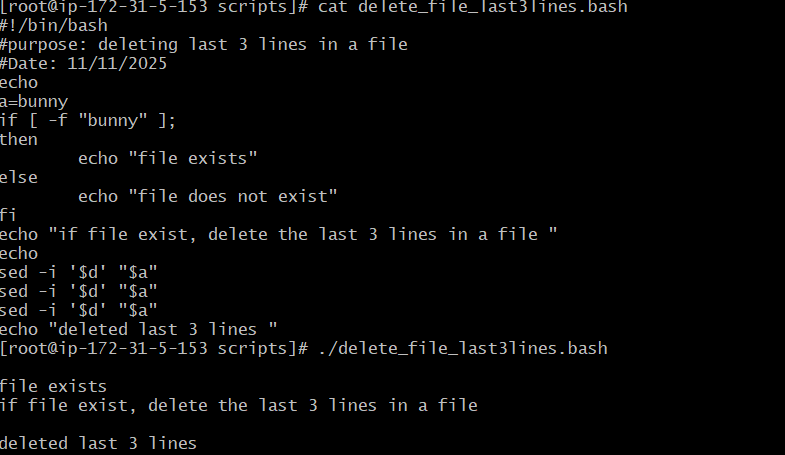 [root@ip-172-31-5-153 scripts]# cat delete_file_last3lines.bash
#!/bin/bash
#purpose: deleting last 3 lines in a file
#Date: 11/11/2025
echo
a=bunny
if [ -f "bunny" ];
then
        echo "file exists"
else
        echo "file does not exist"
fi
echo "if file exist, delete the last 3 lines in a file "
echo
sed -i '$d' "$a"
sed -i '$d' "$a"
sed -i '$d' "$a"
echo "deleted last 3 lines "
[root@ip-172-31-5-153 scripts]# ./delete_file_last3lines.bash

file exists
if file exist, delete the last 3 lines in a file

deleted last 3 lines